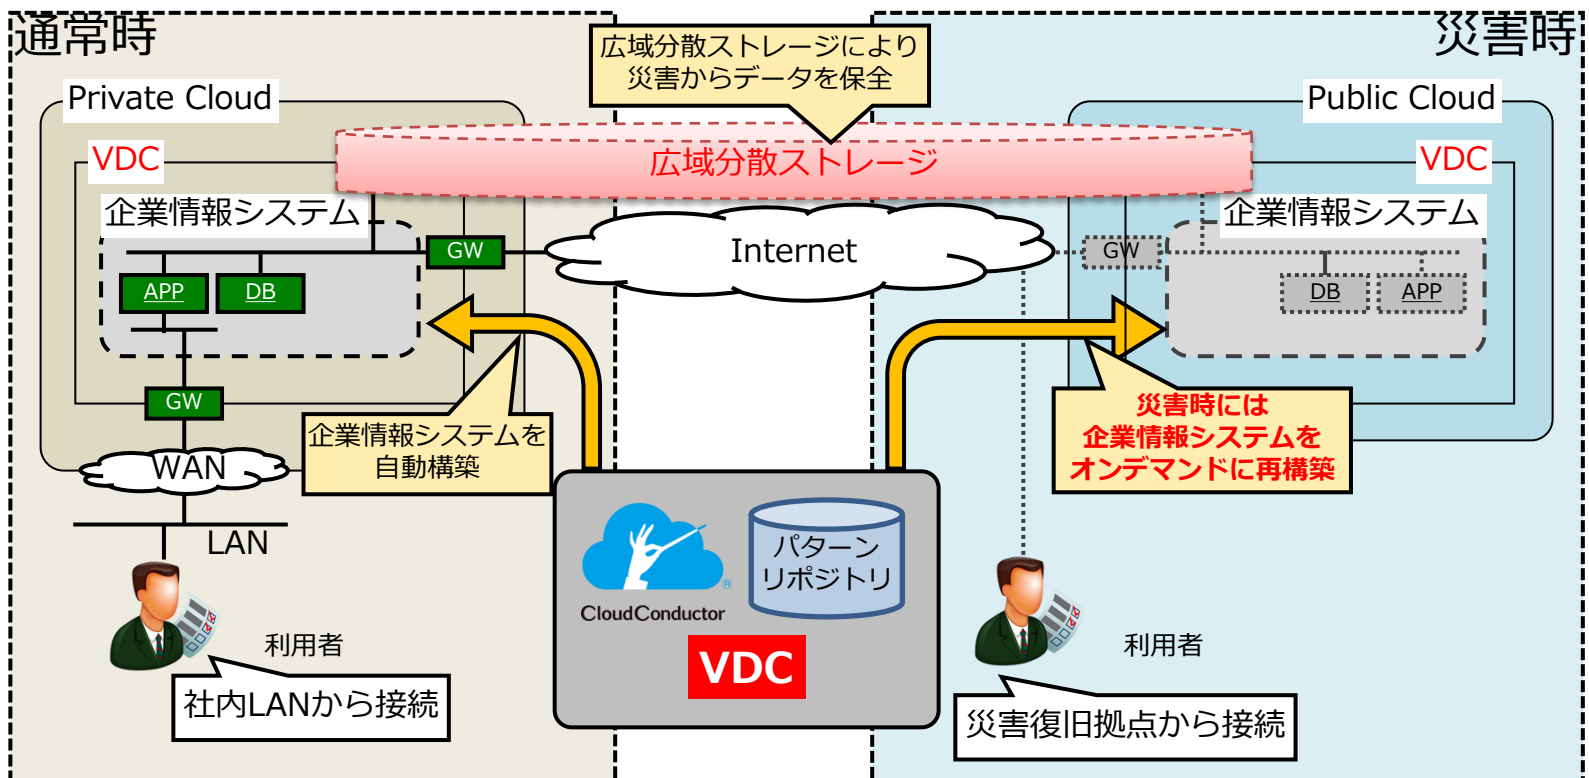 通常時
災害時
広域分散ストレージにより
災害からデータを保全
Private Cloud
Public Cloud
VDC
広域分散ストレージ
VDC
企業情報システム
企業情報システム
GW
Internet
GW
APP
DB
DB
APP
GW
企業情報システムを
自動構築
災害時には
企業情報システムを
オンデマンドに再構築
WAN
LAN
CloudConductor
®
パターン
リポジトリ
VDC
利用者
利用者
社内LANから接続
災害復旧拠点から接続